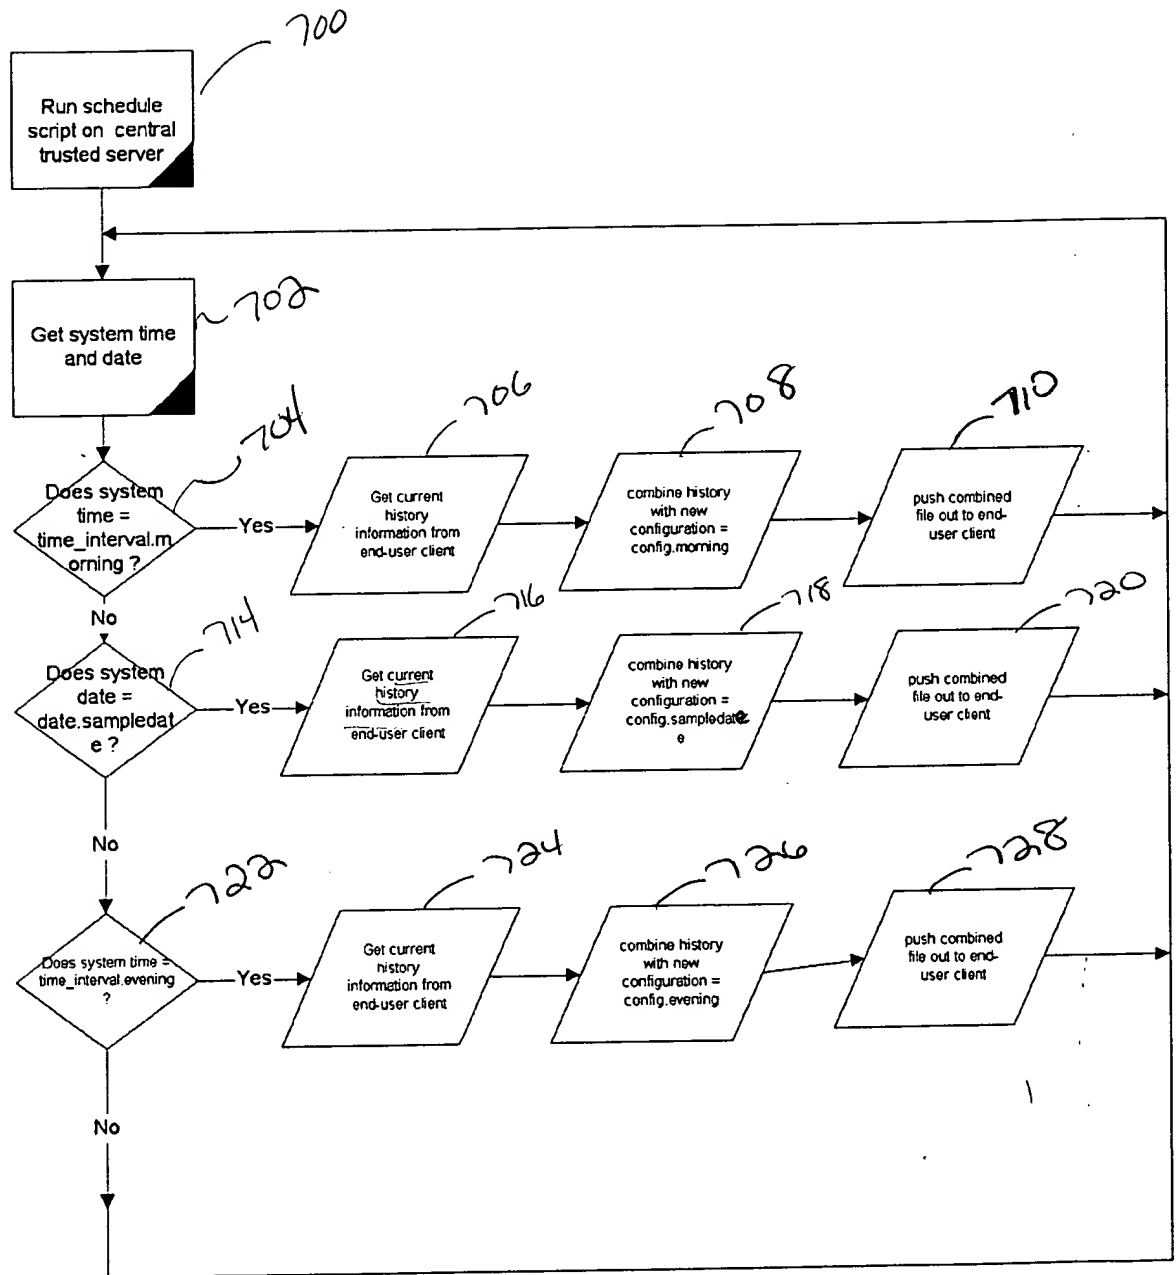 700
Run schedule
script on central
trusted server
702
Get system time
and date
704
Does system
time =
time_interval.m
orning ?
Yes
706
Get current
history
information from
end-user client
708
combine history
with new
configuration =
config.morning
710
push combined
file out to end-
user client
No
714
Does system
date =
date.sampledat
e ?
Yes
716
Get current
history
information from
end-user client
718
combine history
with new
configuration =
config.sampledate
e
720
push combined
file out to end-
user client
No
722
Does system time =
time_interval.evening
?
Yes
724
Get current
history
information from
end-user client
726
combine history
with new
configuration =
config.evening
728
push combined
file out to end-
user client
No